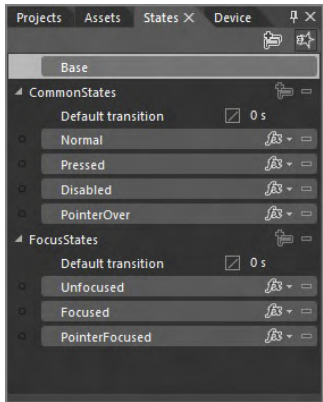 Projects Assets States Device
Base
CommonStates
Default transition 0 s
Normal
Pressed
Disabled
PointerOver
FocusStates
Default transition 0 s
Unfocused
Focused
PointerFocused